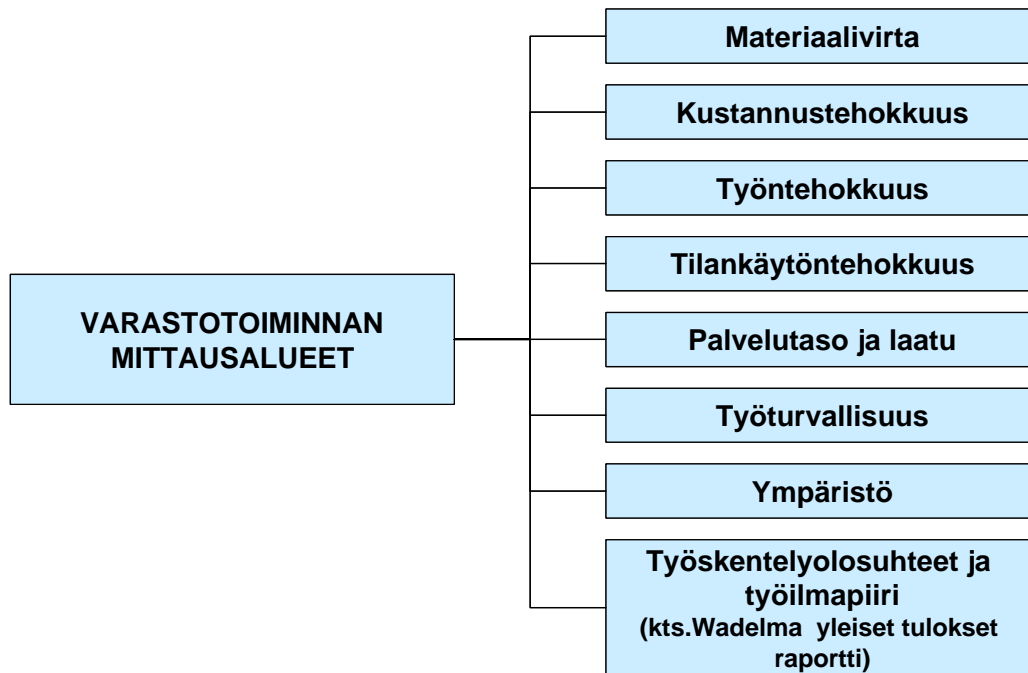 Materiaalivirta
Kustannustehokkuus
Työntehokkuus
Tilankäytöntehokkuus
VARASTOTOIMINNAN
MITTAUSALUEET
Palvelutaso ja laatu
Työturvallisuus
Ympäristö
Työskentelyolosuhteet ja
työilmapiiri
(kts.Wadelma yleiset tulokset
raportti)